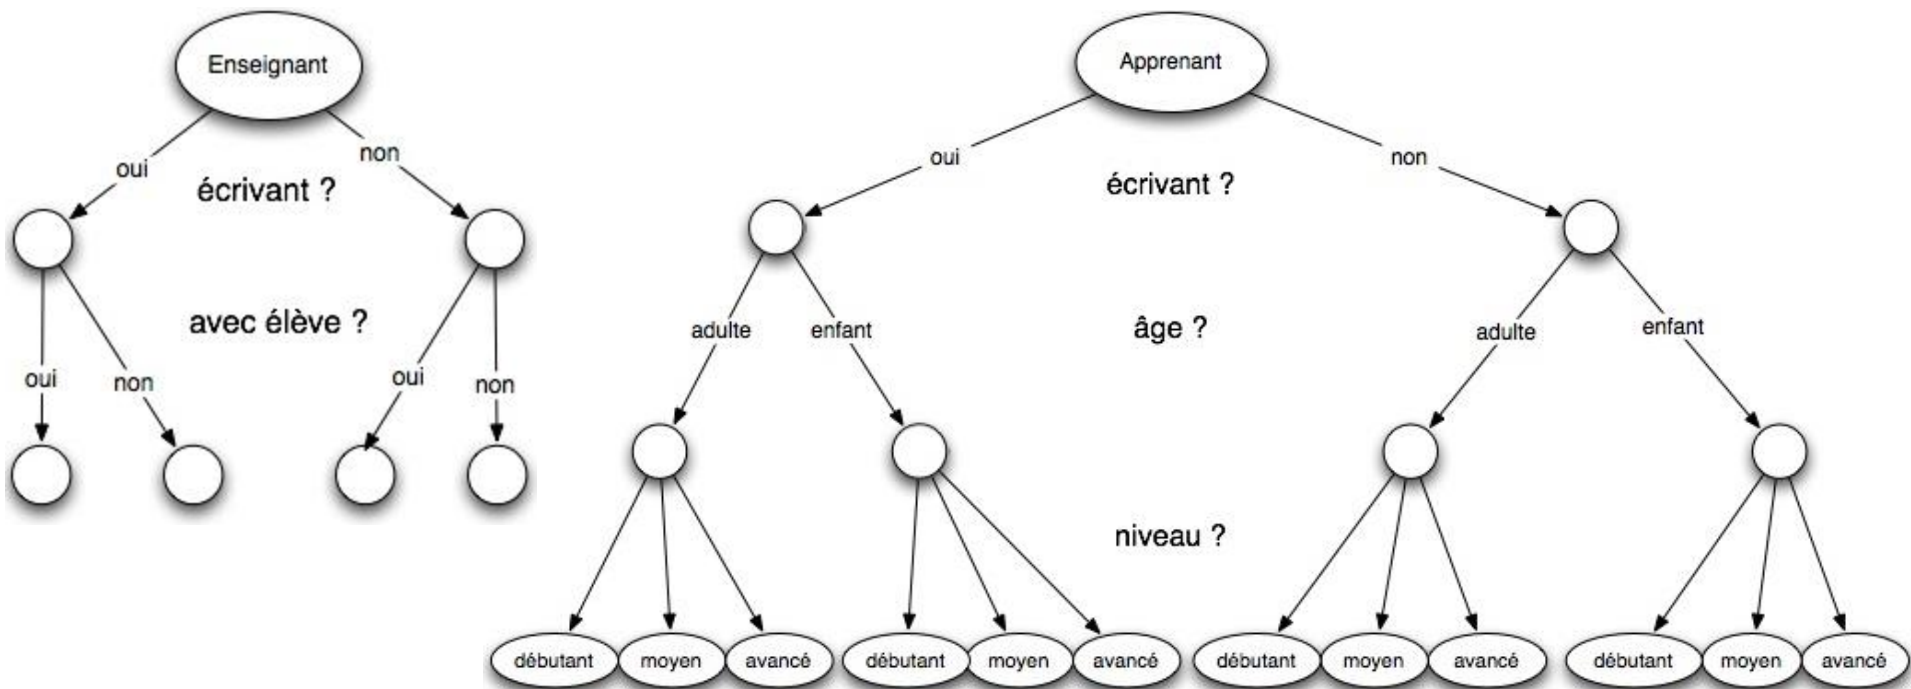 Enseignant
oui
non
écrivant ?
avec élève ?
oui
non
oui
non
Apprenant
oui
non
écrivant ?
adulte
enfant
âge ?
adulte
enfant
niveau ?
débutant
moyen
avancé
débutant
moyen
avancé
débutant
moyen
avancé
débutant
moyen
avancé